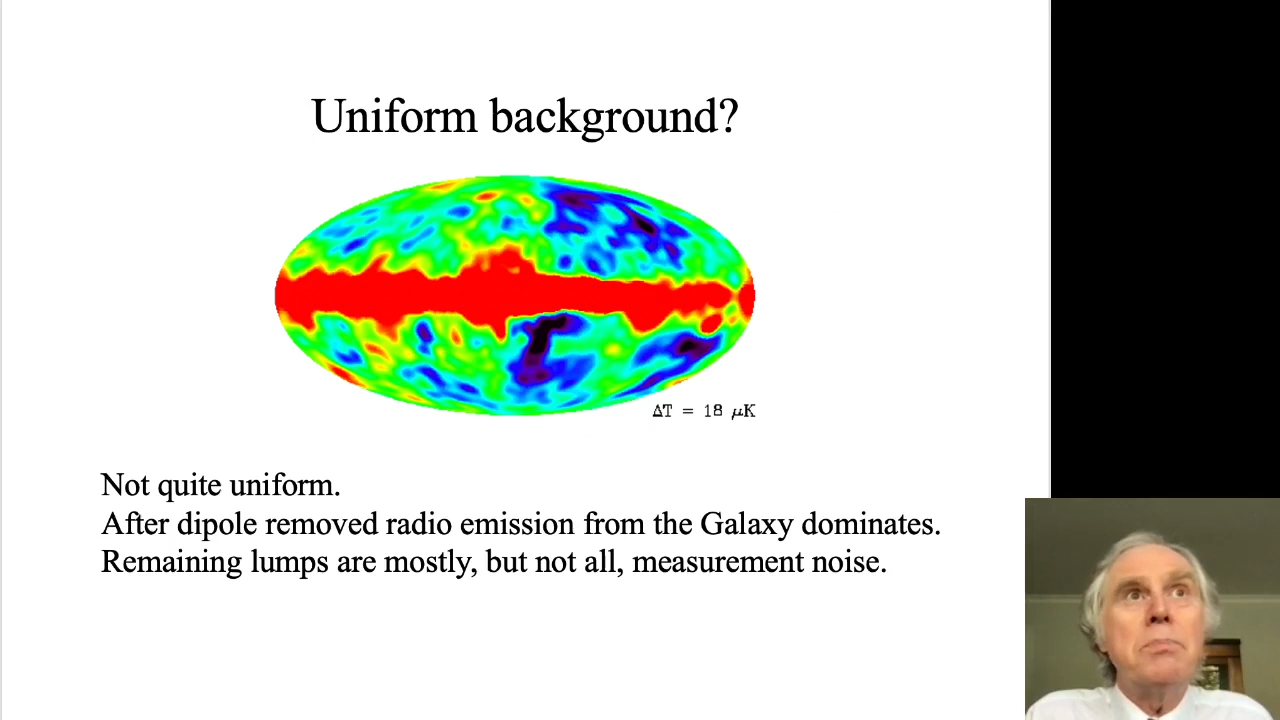 Uniform background?
ΔT = 18 μK
Not quite uniform.
After dipole removed radio emission from the Galaxy dominates.
Remaining lumps are mostly, but not all, measurement noise.